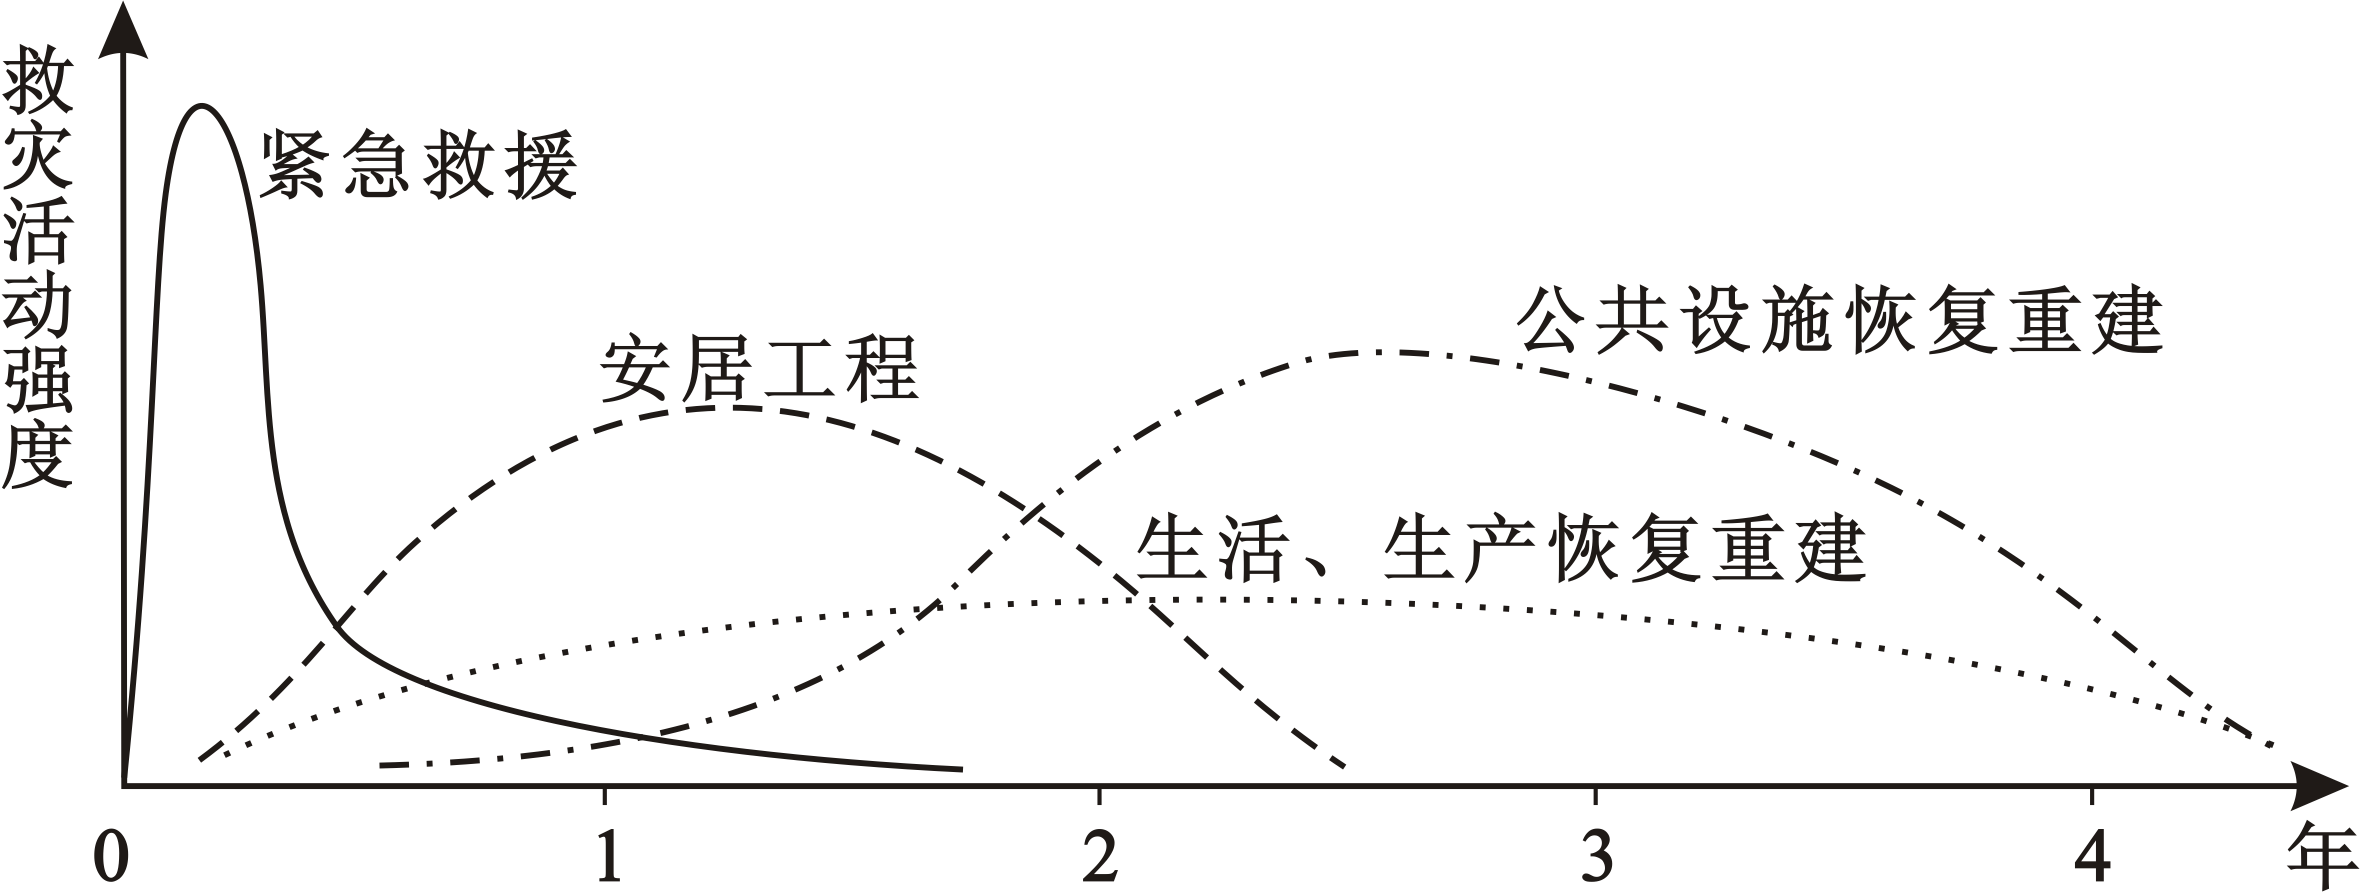 救灾活动强度
紧急救援
安居工程
公共设施恢复重建
生活、生产恢复重建
0 1 2 3 4 年